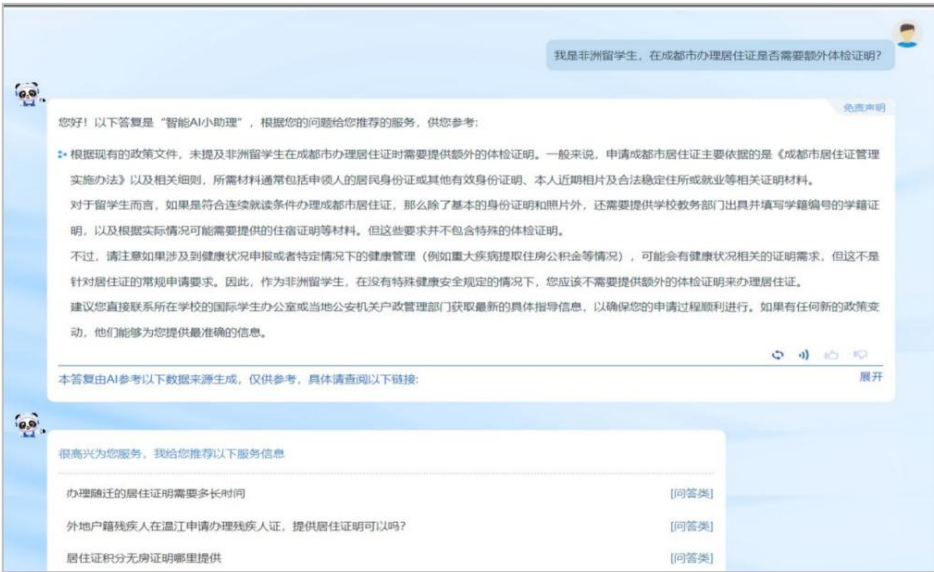 我是非洲留学生，在成都市办理居住证是否需要额外体检证明？
免责声明
您好！以下答复是“智能AI小助理”，根据您的问题给您推荐的服务，供您参考：
根据现有的政策文件，未提及非洲留学生在成都市办理居住证时需要提供额外的体检证明。一般来说，申请成都市居住证主要依据的是《成都市居住证管理
实施办法》以及相关细则，所需材料通常包括申领人的居民身份证或其他有效身份证明、本人近期相片及合法稳定住所或就业等相关证明材料。
对于留学生而言，如果是符合连续就读条件办理成都市居住证，那么除了基本的身份证明和照片外，还需要提供学校教务部门出具并填写学籍编号的学籍证
明，以及根据实际情况可能需要提供的住宿证明等材料。但这些要求并不包含特殊的体检证明。
不过，请注意如果涉及到健康状况申报或者特定情况下的健康管理（例如重大疾病提取住房公积金等情况），可能会有健康状况相关的证明需求，但这不是
针对居住证的常规申请要求。因此，作为非洲留学生，在没有特殊健康安全规定的情况下，您应该不需要提供额外的体检证明来办理居住证。
建议您直接联系所在学校的国际学生办公室或当地公安机关户政管理部门获取最新的具体指导信息，以确保您的申请过程顺利进行。如果有任何新的政策变
动，他们能够为您提供最准确的信息。
本答复由AI参考以下数据来源生成，仅供参考，具体请查阅以下链接： 展开
很高兴为您服务，我给您推荐以下服务信息
办理随迁的居住证明需要多长时间 [问答类]
外地户籍残疾人在温江申请办理残疾人证，提供居住证明可以吗？ [问答类]
居住证积分无房证明哪里提供 [问答类]